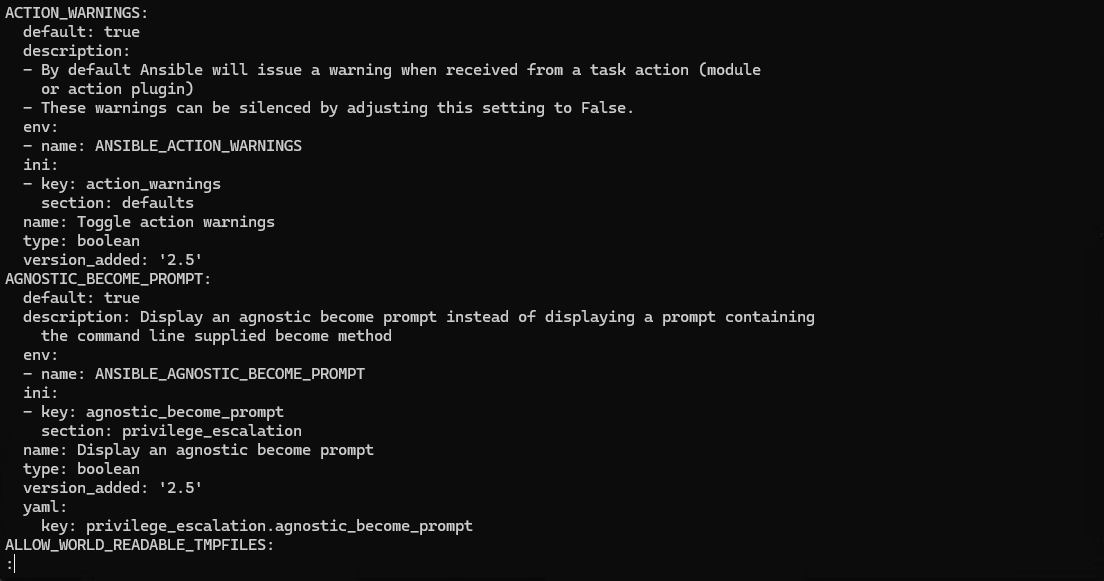 ACTION_WARNINGS:
  default: true
  description:
  - By default Ansible will issue a warning when received from a task action (module
    or action plugin)
  - These warnings can be silenced by adjusting this setting to False.
  env:
  - name: ANSIBLE_ACTION_WARNINGS
  ini:
  - key: action_warnings
    section: defaults
  name: Toggle action warnings
  type: boolean
  version_added: '2.5'
AGNOSTIC_BECOME_PROMPT:
  default: true
  description: Display an agnostic become prompt instead of displaying a prompt containing
    the command line supplied become method
  env:
  - name: ANSIBLE_AGNOSTIC_BECOME_PROMPT
  ini:
  - key: agnostic_become_prompt
    section: privilege_escalation
  name: Display an agnostic become prompt
  type: boolean
  version_added: '2.5'
  yaml:
    key: privilege_escalation.agnostic_become_prompt
ALLOW_WORLD_READABLE_TMPFILES:
: